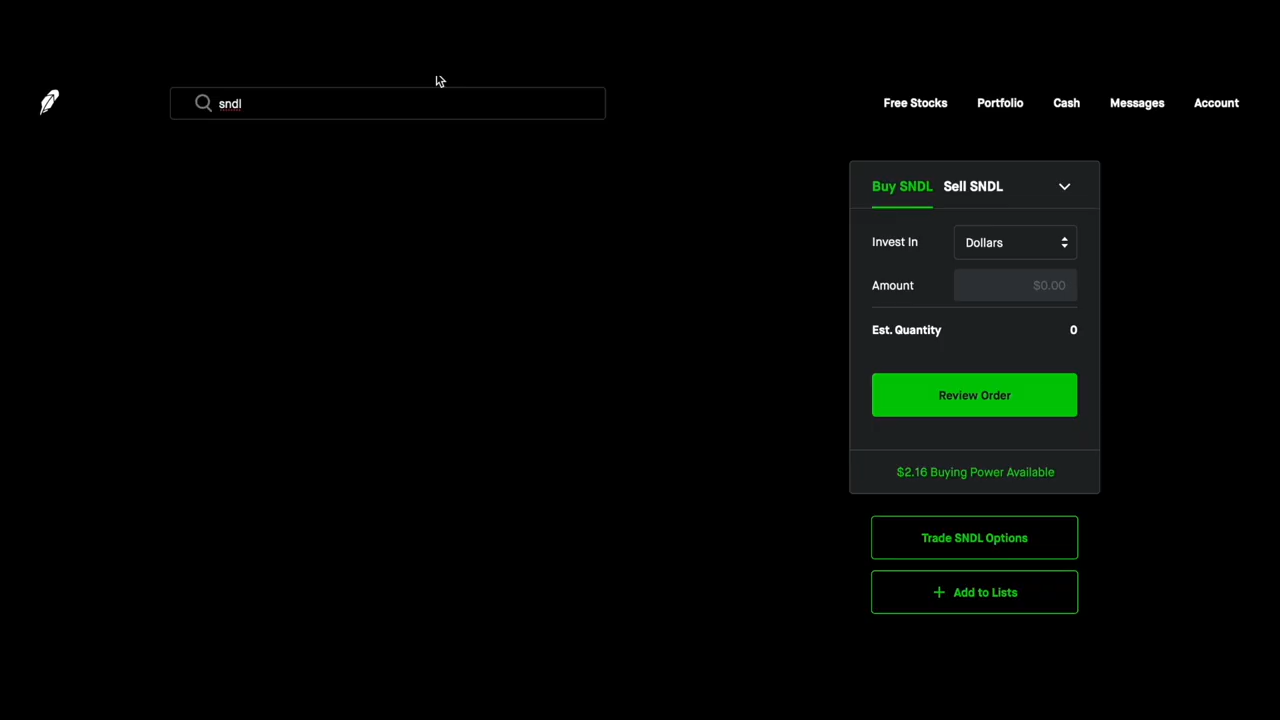 sndl
Free Stocks Portfolio Cash Messages Account
Buy SNDL Sell SNDL
Invest In Dollars
Amount $0.00
Est. Quantity 0
Review Order
$2.16 Buying Power Available
Trade SNDL Options
+ Add to Lists